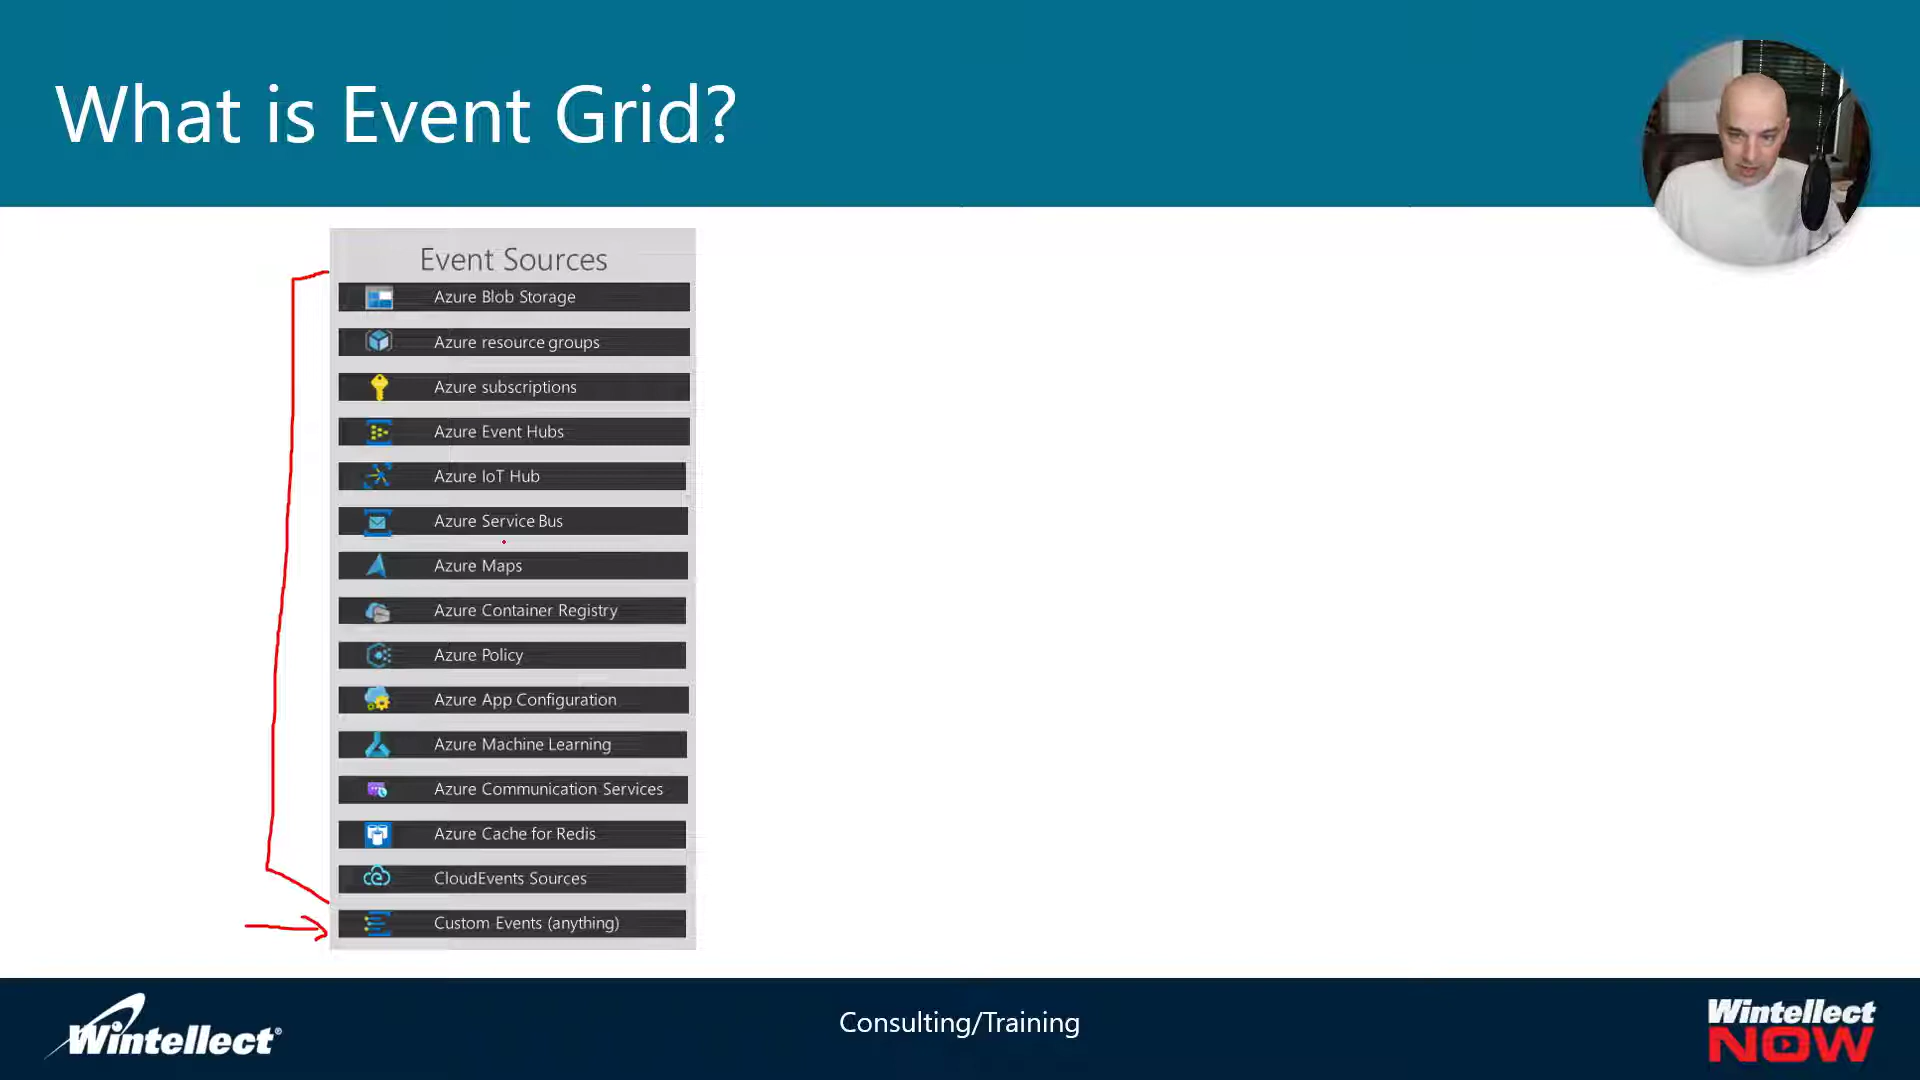 What is Event Grid?
Event Sources
Azure Blob Storage
Azure resource groups
Azure subscriptions
Azure Event Hubs
Azure IoT Hub
Azure Service Bus
Azure Maps
Azure Container Registry
Azure Policy
Azure App Configuration
Azure Machine Learning
Azure Communication Services
Azure Cache for Redis
CloudEvents Sources
Custom Events (anything)
Wintellect®
Consulting/Training
Wintellect
NOW